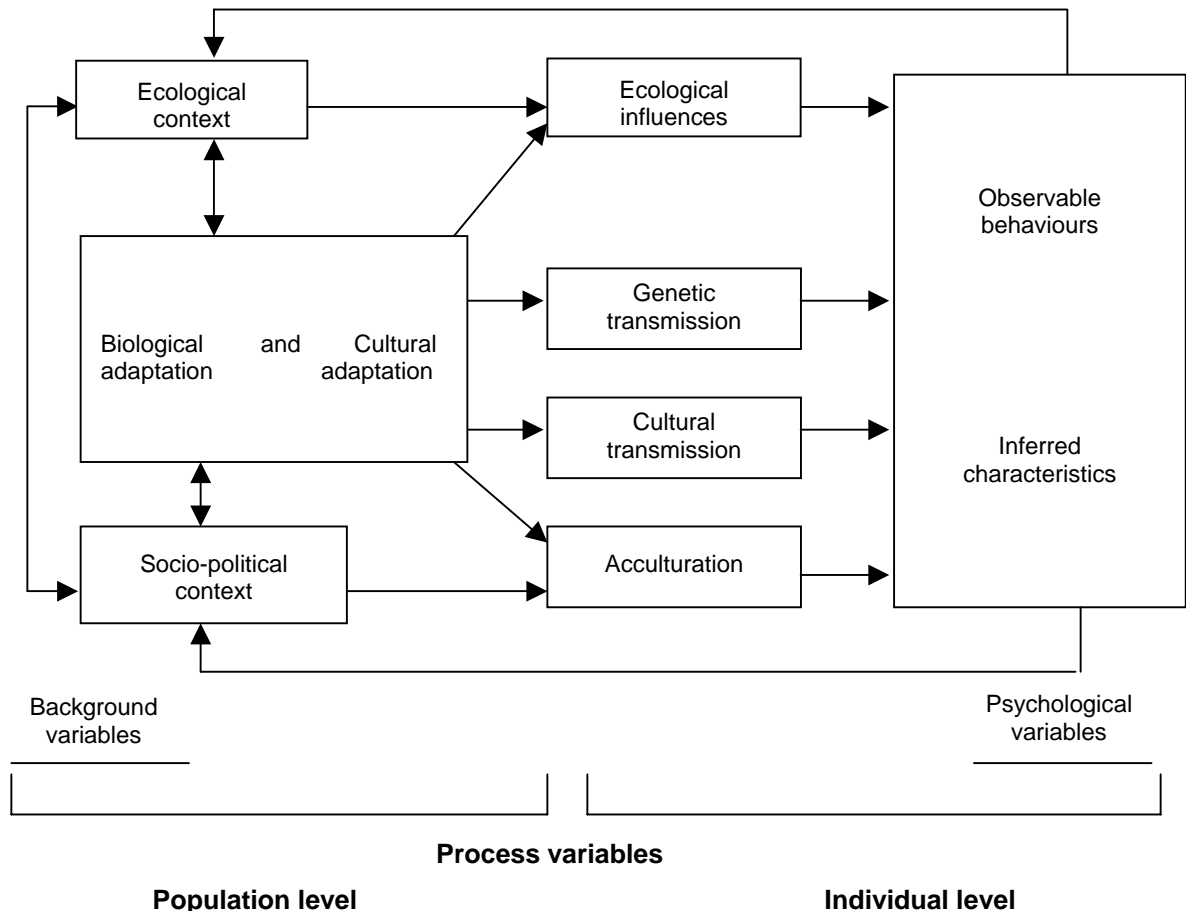 Ecological
context
Ecological
influences
Observable
behaviours
Genetic
transmission
Biological and Cultural
adaptation adaptation
Cultural
transmission
Inferred
characteristics
Socio-political
context
Acculturation
Background
variables
Psychological
variables
Process variables
Population level
Individual level